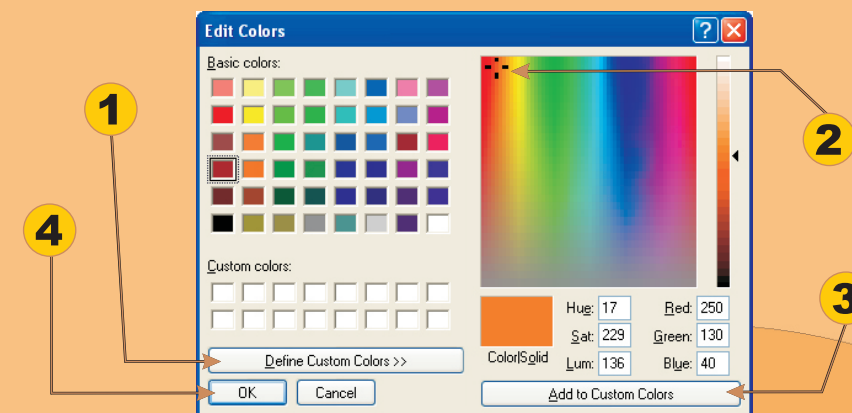 Edit Colors
Basic colors:
1
2
4
Custom colors:
Hue: 17 Red: 250
3
Sat: 229 Green: 130
Color|Solid Lum: 136 Blue: 40
Define Custom Colors >>
OK Cancel Add to Custom Colors